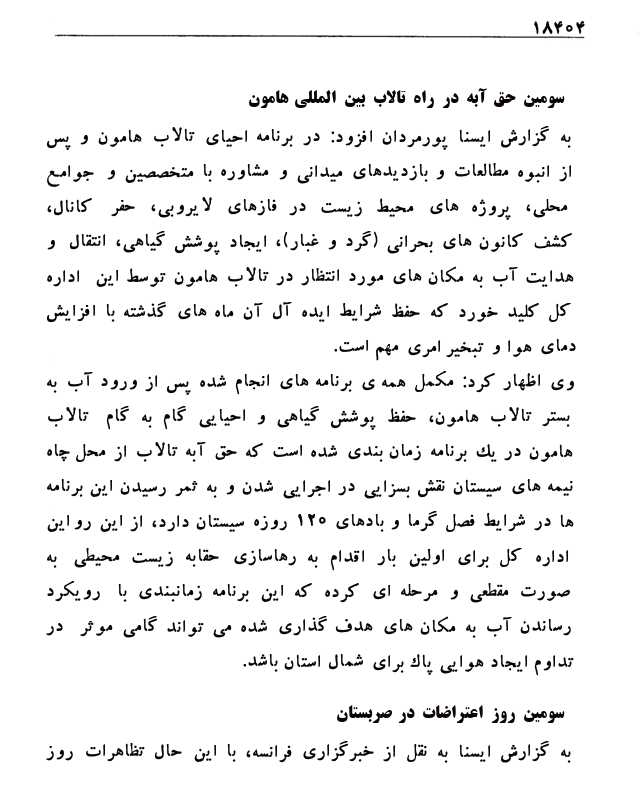 ۱۸۴۰۴
سومین حق آبه در راه تالاب بین المللی هامون
به گزارش ایسنا پورمردان افزود: در برنامه احیای تالاب هامون و پس
از انبوه مطالعات و بازدیدهای میدانی و مشاوره با متخصصین و جوامع
محلی، پروژه های محیط زیست در فازهای لایروبی، حفر کانال،
کشف کانون های بحرانی (گرد و غبار)، ایجاد پوشش گیاهی، انتقال و
هدایت آب به مکان های مورد انتظار در تالاب هامون توسط این اداره
کل کلید خورد که حفظ شرایط ایده آل آن ماه های گذشته با افزایش
دمای هوا و تبخیر امری مهم است.
وی اظهار کرد: مکمل همه ی برنامه های انجام شده پس از ورود آب به
بستر تالاب هامون، حفظ پوشش گیاهی و احیایی گام به گام تالاب
هامون در یك برنامه زمان بندی شده است که حق آبه تالاب از محل چاه
نیمه های سیستان نقش بسزایی در اجرایی شدن و به ثمر رسیدن این برنامه
ها در شرایط فصل گرما و بادهای ۱۲۰ روزه سیستان دارد، از این رو این
اداره کل برای اولین بار اقدام به رهاسازی حقابه زیست محیطی به
صورت مقطعی و مرحله ای کرده که این برنامه زمانبندی با رویکرد
رساندن آب به مکان های هدف گذاری شده می تواند گامی موثر در
تداوم ایجاد هوایی پاك برای شمال استان باشد.
سومین روز اعتراضات در صربستان
به گزارش ایسنا به نقل از خبرگزاری فرانسه، با این حال تظاهرات روز